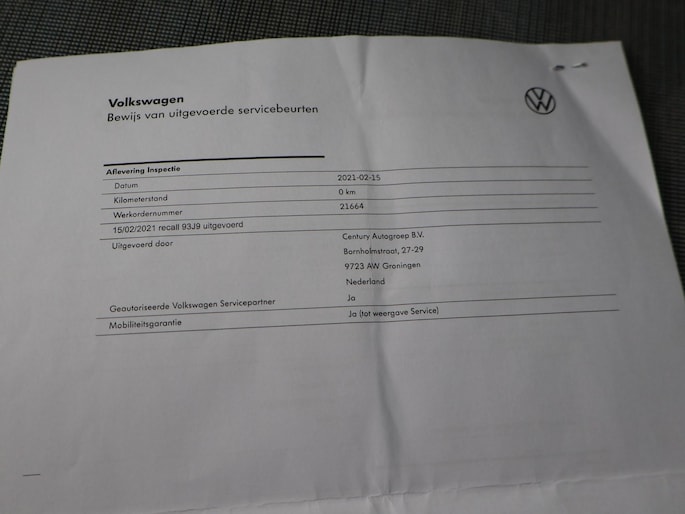 Volkswagen
Bewijs van uitgevoerde servicebeurten
Aflevering Inspectie
Datum 2021-02-15
Kilometerstand 0 km
Werkordernummer 21664
15/02/2021 recall 93J9 uitgevoerd
Uitgevoerd door Century Autogroep B.V.
Bornholmstraat, 27-29
9723 AW Groningen
Nederland
Geautoriseerde Volkswagen Servicepartner Ja
Mobiliteitsgarantie Ja (tot weergave Service)